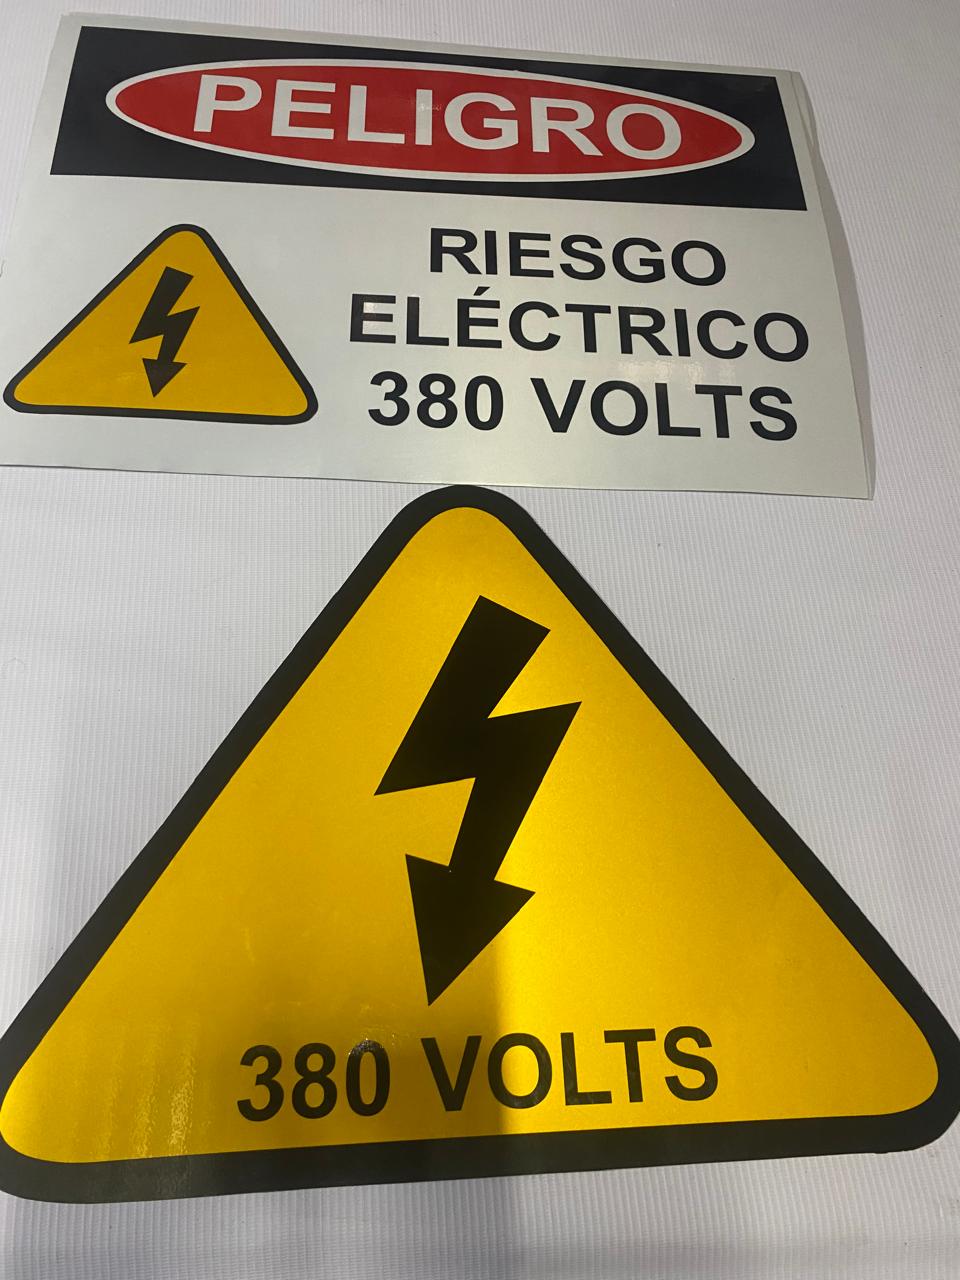 PELIGRO
RIESGO
ELÉCTRICO
380 VOLTS
380 VOLTS